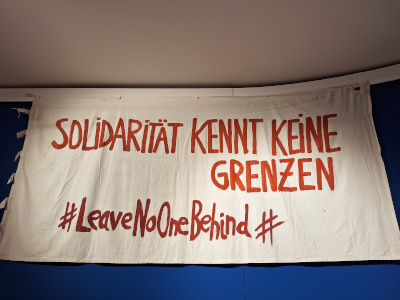 SOLIDARITÄT KENNT KEINE
GRENZEN
#LeaveNoOneBehind #